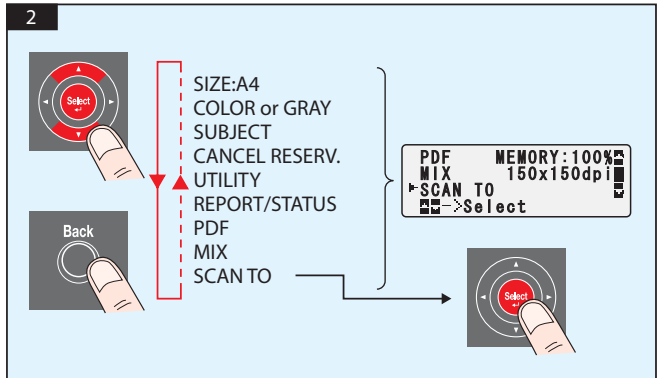 2
Select
Back
SIZE:A4
COLOR or GRAY
SUBJECT
CANCEL RESERV.
UTILITY
REPORT/STATUS
PDF
MIX
SCAN TO
PDF MEMORY:100%
MIX 150x150dpi
SCAN TO
->Select
Select